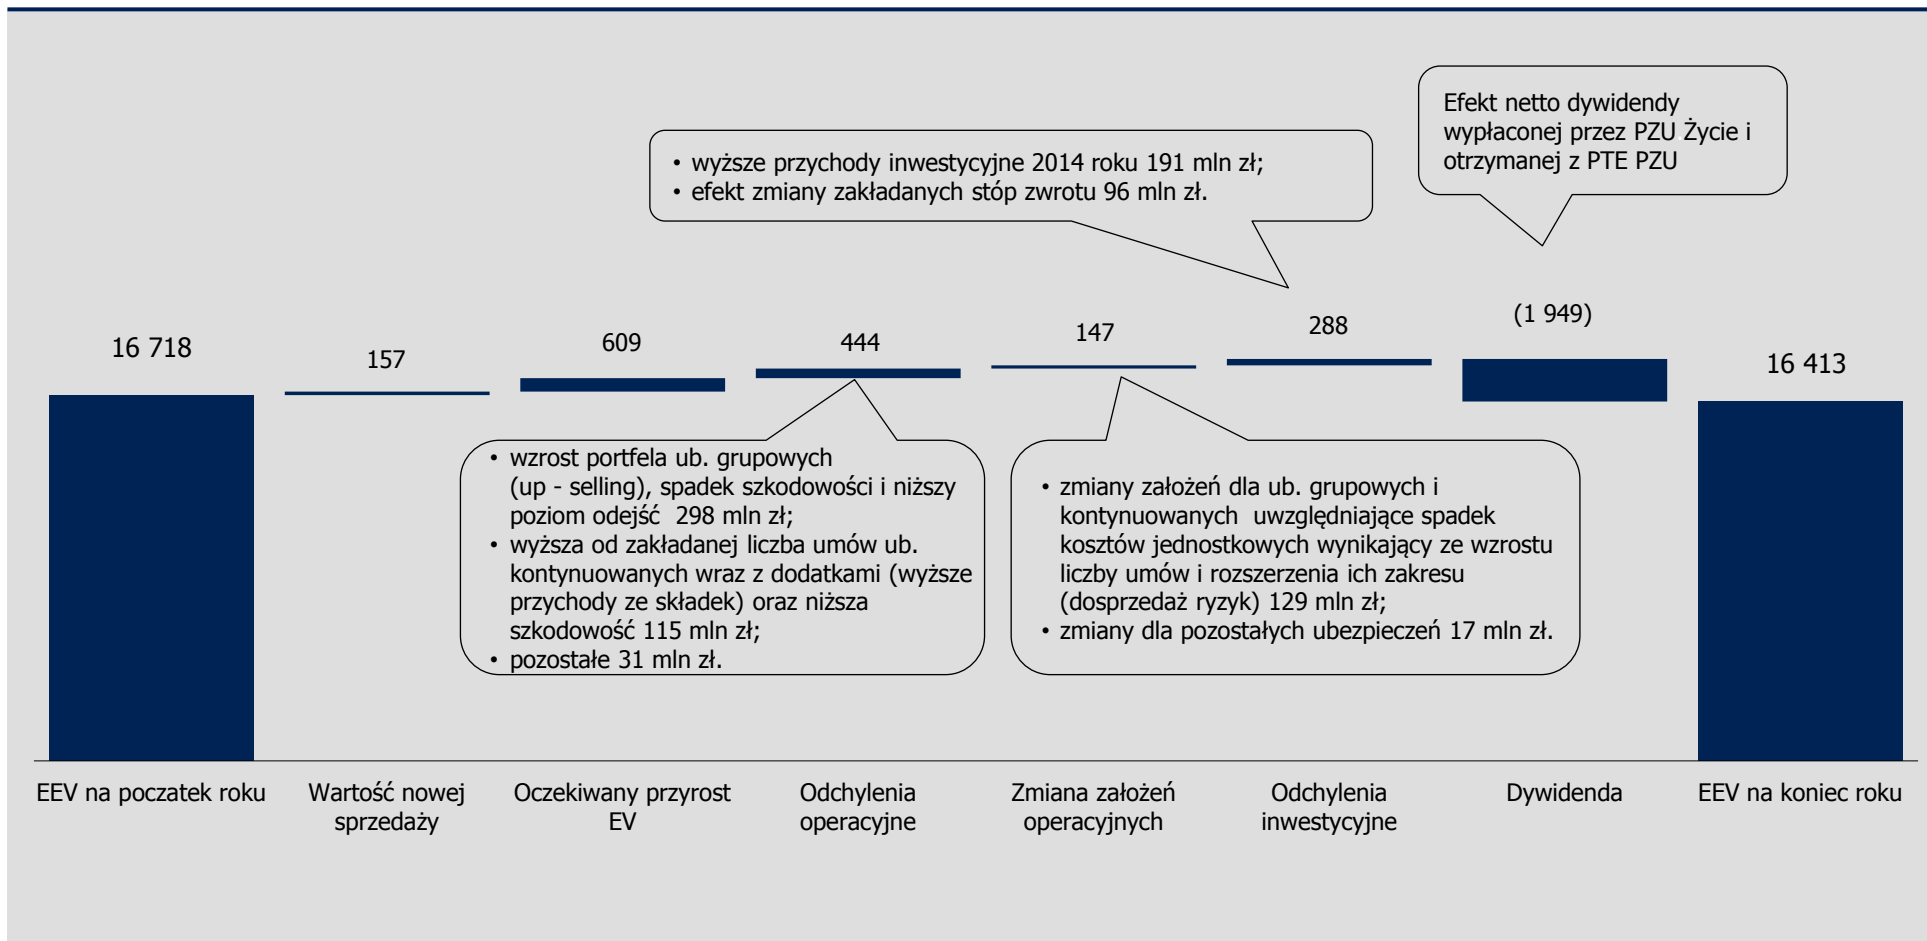 Efekt netto dywidendy
wypłaconej przez PZU Życie i
otrzymanej z PTE PZU
• wyższe przychody inwestycyjne 2014 roku 191 mln zł;
• efekt zmiany zakładanych stóp zwrotu 96 mln zł.
16 718
157
609
444
147
288
(1 949)
16 413
• wzrost portfela ub. grupowych
(up - selling), spadek szkodowości i niższy
poziom odejść 298 mln zł;
• wyższa od zakładanej liczba umów ub.
kontynuowanych wraz z dodatkami (wyższe
przychody ze składek) oraz niższa
szkodowość 115 mln zł;
• pozostałe 31 mln zł.
• zmiany założeń dla ub. grupowych i
kontynuowanych uwzględniające spadek
kosztów jednostkowych wynikający ze wzrostu
liczby umów i rozszerzenia ich zakresu
(dosprzedaż ryzyk) 129 mln zł;
• zmiany dla pozostałych ubezpieczeń 17 mln zł.
EEV na poczatek roku
Wartość nowej
sprzedaży
Oczekiwany przyrost
EV
Odchylenia
operacyjne
Zmiana założeń
operacyjnych
Odchylenia
inwestycyjne
Dywidenda
EEV na koniec roku